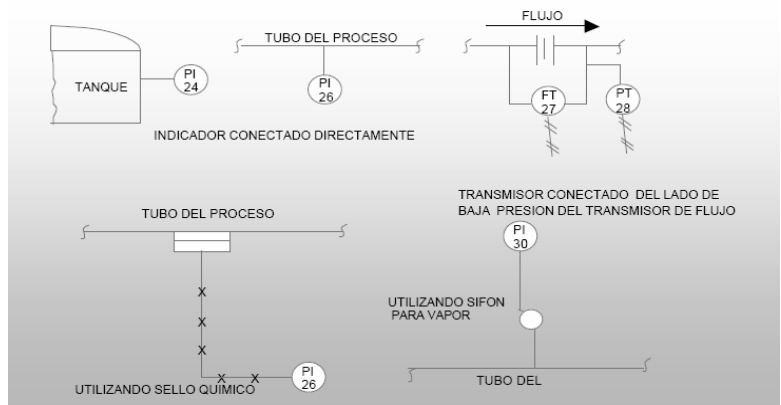 FLUJO
TUBO DEL PROCESO
TANQUE
PI
24
PI
26
FT
27
PT
28
INDICADOR CONECTADO DIRECTAMENTE
TRANSMISOR CONECTADO DEL LADO DE
BAJA PRESION DEL TRANSMISOR DE FLUJO
TUBO DEL PROCESO
PI
30
UTILIZANDO SIFON
PARA VAPOR
PI
26
UTILIZANDO SELLO QUIMICO
TUBO DEL